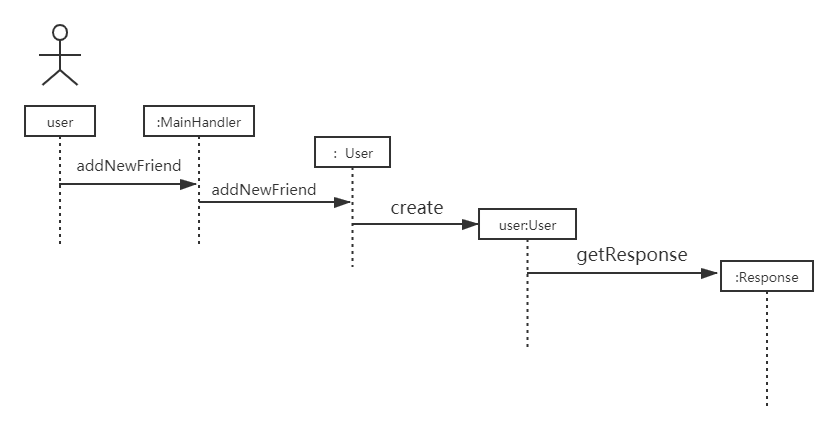 user
:MainHandler
addNewFriend
: User
addNewFriend
create
user:User
getResponse
:Response